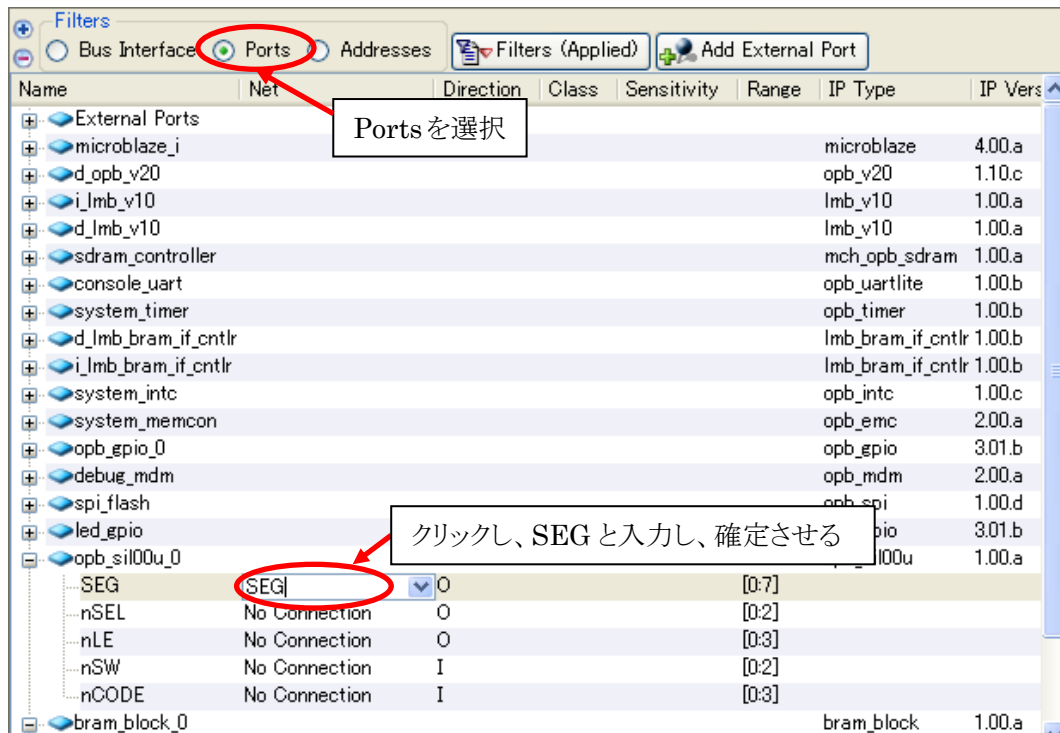 Filters
Bus Interface Ports Addresses Filters (Applied) Add External Port
Name Net Direction Class Sensitivity Range IP Type IP Vers
Portsを選択
External Ports
microblaze_i microblaze 4.00.a
d_opb_v20 opb_v20 1.10.c
i_lmb_v10 lmb_v10 1.00.a
d_lmb_v10 lmb_v10 1.00.a
sdram_controller mch_opb_sdram 1.00.a
console_uart opb_uartlite 1.00.b
system_timer opb_timer 1.00.b
d_lmb_bram_if_cntlr lmb_bram_if_cntlr 1.00.b
i_lmb_bram_if_cntlr lmb_bram_if_cntlr 1.00.b
system_intc opb_intc 1.00.c
system_memcon opb_emc 2.00.a
opb_gpio_0 opb_gpio 3.01.b
debug_mdm opb_mdm 2.00.a
spi_flash opb_spi 1.00.d
クリックし、SEG と入力し、確定させる
led_gpio 3.01.b
opb_sil00u_0 1.00.a
SEG SEG O [0:7]
nSEL No Connection O [0:2]
nLE No Connection O [0:3]
nSW No Connection I [0:2]
nCODE No Connection I [0:3]
bram_block_0 bram_block 1.00.a